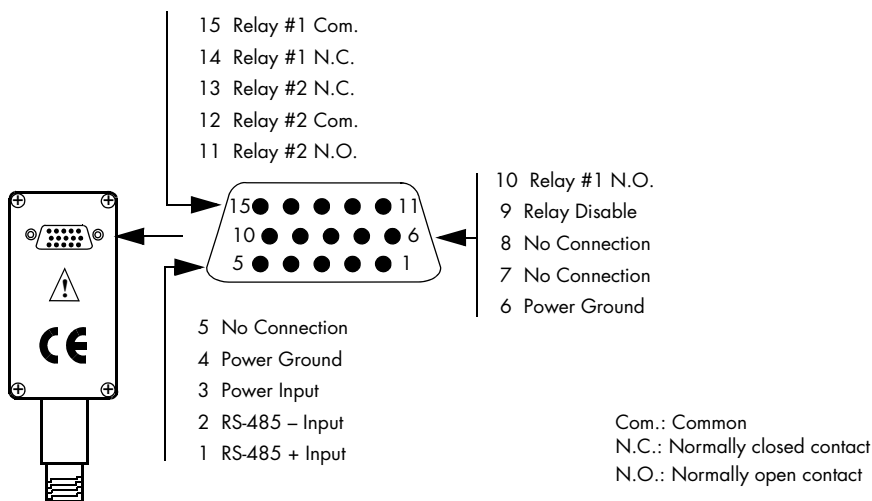 15 Relay #1 Com.
14 Relay #1 N.C.
13 Relay #2 N.C.
12 Relay #2 Com.
11 Relay #2 N.O.
15 11
10 6
5 1
10 Relay #1 N.O.
9 Relay Disable
8 No Connection
7 No Connection
6 Power Ground
CE
5 No Connection
4 Power Ground
3 Power Input
2 RS-485 – Input
1 RS-485 + Input
Com.: Common
N.C.: Normally closed contact
N.O.: Normally open contact